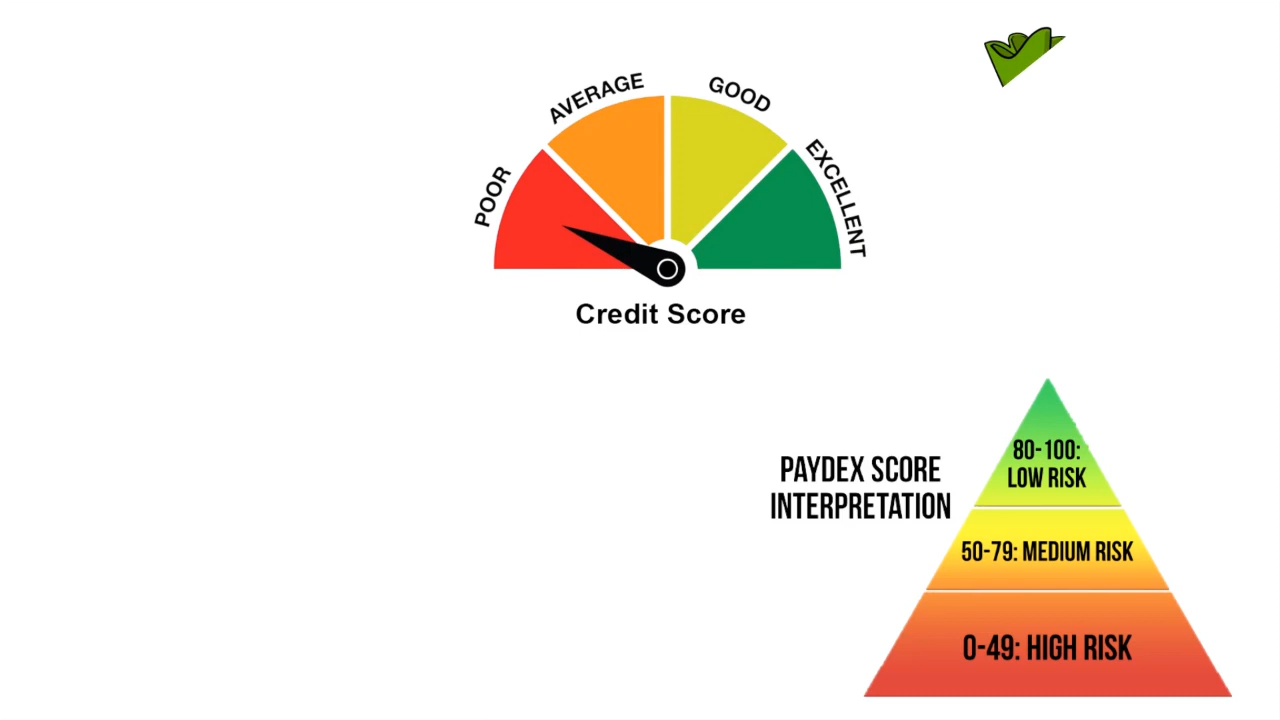 POOR
AVERAGE
GOOD
EXCELLENT
Credit Score
PAYDEX SCORE
INTERPRETATION
80-100:
LOW RISK
50-79: MEDIUM RISK
0-49: HIGH RISK